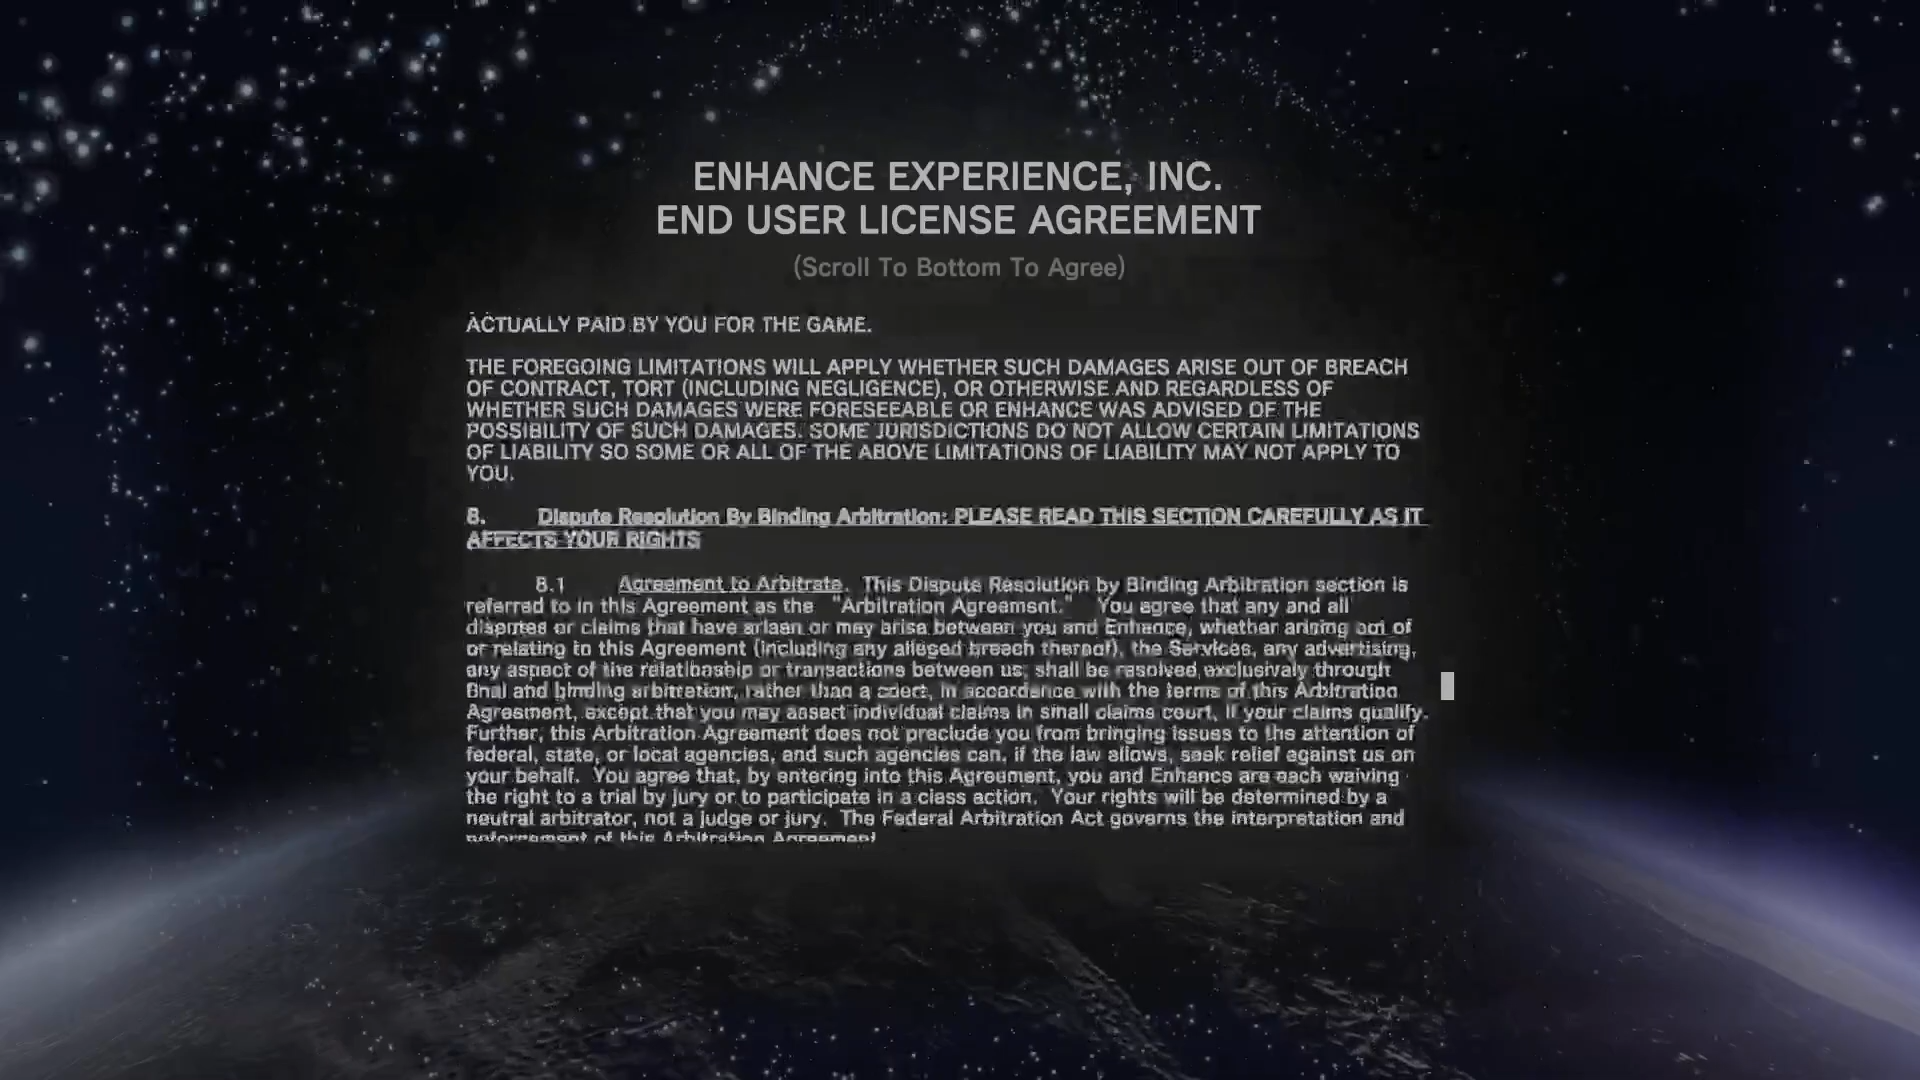 ENHANCE EXPERIENCE, INC.
END USER LICENSE AGREEMENT
(Scroll To Bottom To Agree)
ACTUALLY PAID BY YOU FOR THE GAME.
THE FOREGOING LIMITATIONS WILL APPLY WHETHER SUCH DAMAGES ARISE OUT OF BREACH
OF CONTRACT, TORT (INCLUDING NEGLIGENCE), OR OTHERWISE AND REGARDLESS OF
WHETHER SUCH DAMAGES WERE FORESEEABLE OR ENHANCE WAS ADVISED OF THE
POSSIBILITY OF SUCH DAMAGES. SOME JURISDICTIONS DO NOT ALLOW CERTAIN LIMITATIONS
OF LIABILITY SO SOME OR ALL OF THE ABOVE LIMITATIONS OF LIABILITY MAY NOT APPLY TO
YOU.
8. Dispute Resolution By Binding Arbitration: PLEASE READ THIS SECTION CAREFULLY AS IT
AFFECTS YOUR RIGHTS
8.1 Agreement to Arbitrate. This Dispute Resolution by Binding Arbitration section is
referred to in this Agreement as the "Arbitration Agreement." You agree that any and all
disputes or claims that have arisen or may arise between you and Enhance, whether arising out of
or relating to this Agreement (including any alleged breach thereof), the Services, any advertising,
any aspect of the relationship or transactions between us, shall be resolved exclusively through
final and binding arbitration, rather than a court, in accordance with the terms of this Arbitration
Agreement, except that you may assert individual claims in small claims court, if your claims qualify.
Further, this Arbitration Agreement does not preclude you from bringing issues to the attention of
federal, state, or local agencies, and such agencies can, if the law allows, seek relief against us on
your behalf. You agree that, by entering into this Agreement, you and Enhance are each waiving
the right to a trial by jury or to participate in a class action. Your rights will be determined by a
neutral arbitrator, not a judge or jury. The Federal Arbitration Act governs the interpretation and
enforcement of this Arbitration Agreement